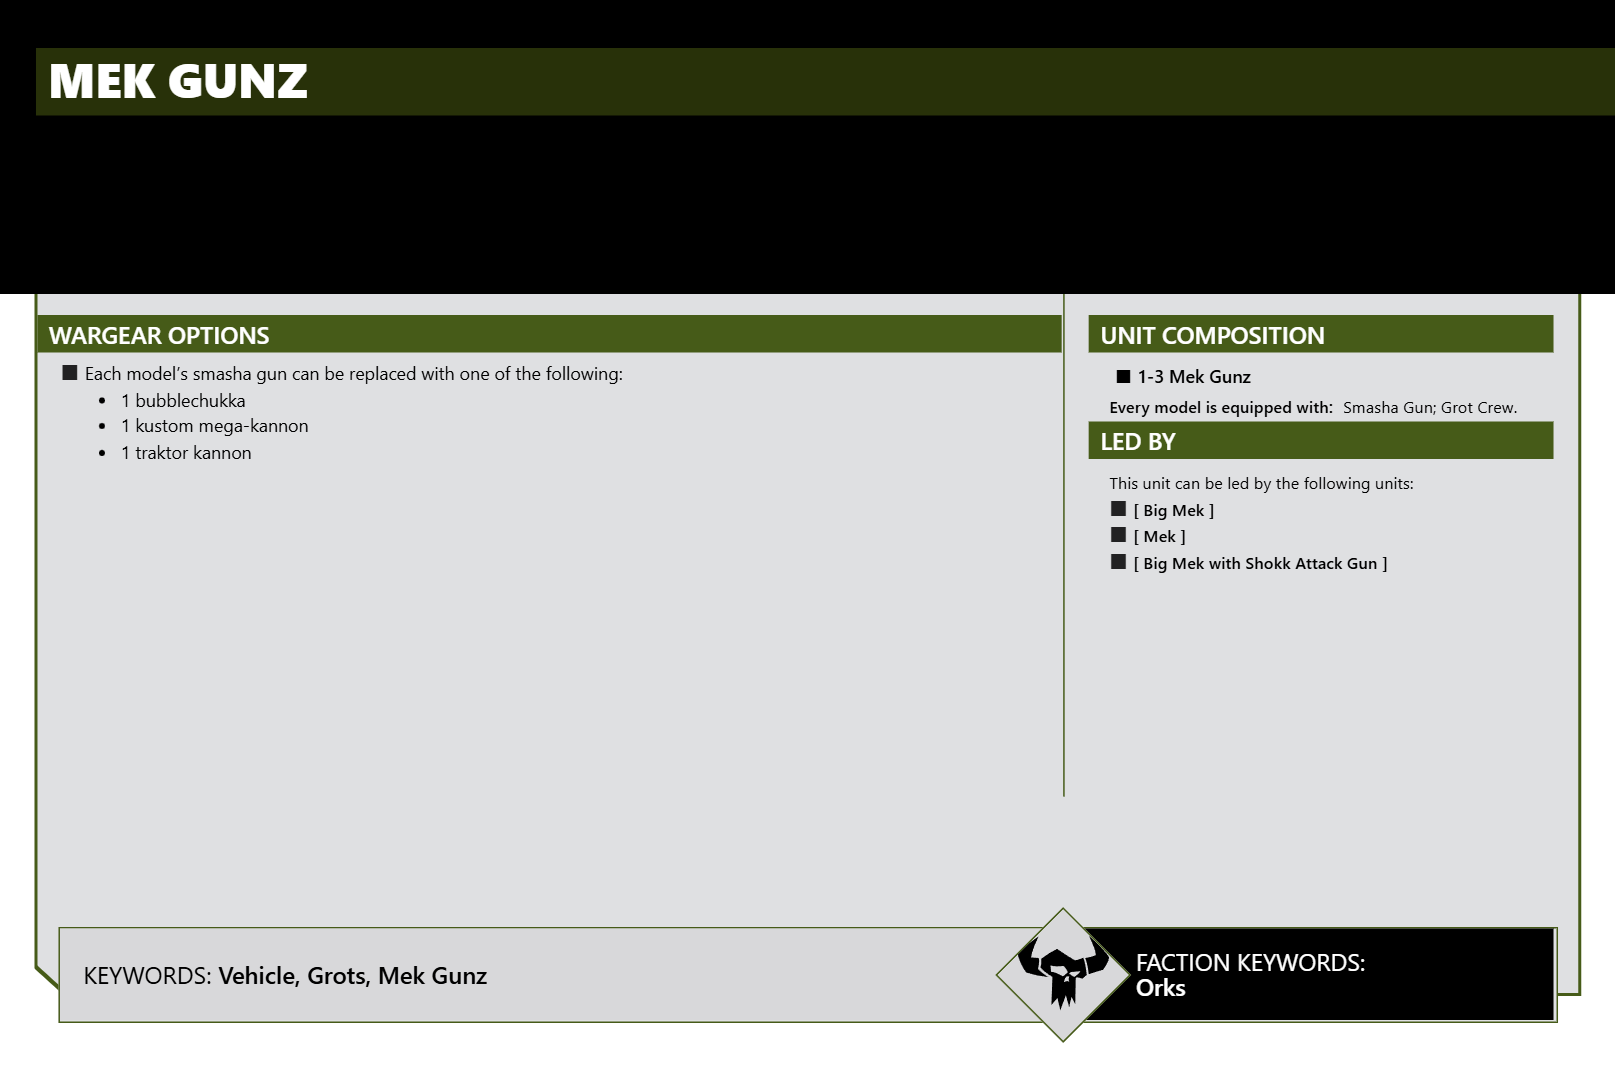 MEK GUNZ
WARGEAR OPTIONS
■ Each model’s smasha gun can be replaced with one of the following:
• 1 bubblechukka
• 1 kustom mega-kannon
• 1 traktor kannon
UNIT COMPOSITION
■ 1-3 Mek Gunz
Every model is equipped with: Smasha Gun; Grot Crew.
LED BY
This unit can be led by the following units:
■ [ Big Mek ]
■ [ Mek ]
■ [ Big Mek with Shokk Attack Gun ]
KEYWORDS: Vehicle, Grots, Mek Gunz
FACTION KEYWORDS:
Orks